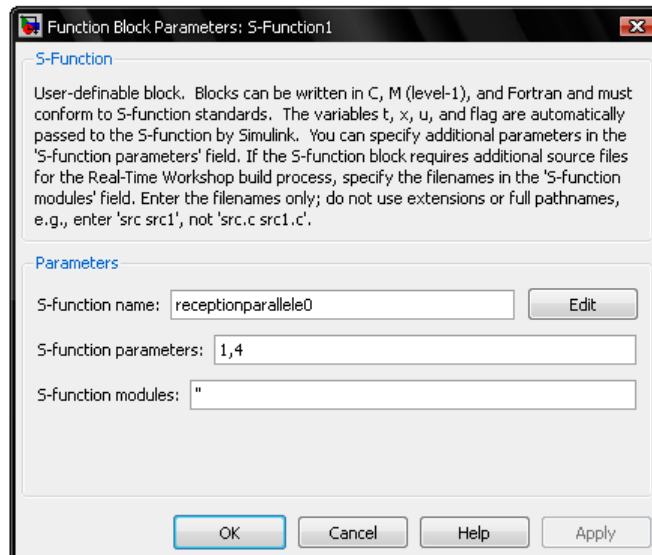 Function Block Parameters: S-Function1
S-Function
User-definable block.  Blocks can be written in C, M (level-1), and Fortran and must
conform to S-function standards.  The variables t, x, u, and flag are automatically
passed to the S-function by Simulink.  You can specify additional parameters in the
'S-function parameters' field. If the S-function block requires additional source files
for the Real-Time Workshop build process, specify the filenames in the 'S-function
modules' field. Enter the filenames only; do not use extensions or full pathnames,
e.g., enter 'src src1', not 'src.c src1.c'.
Parameters
S-function name: receptionparallele0 Edit
S-function parameters: 1,4
S-function modules: ''
OK Cancel Help Apply